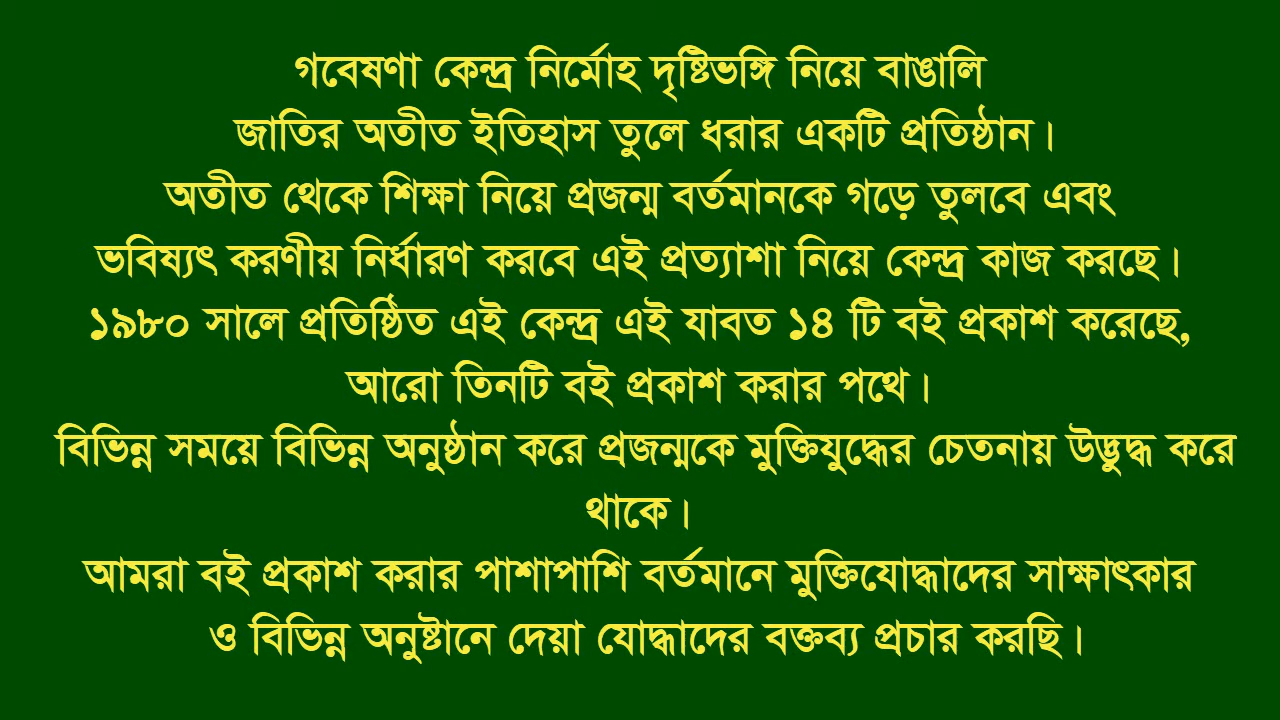 গবেষণা কেন্দ্র নির্মোহ দৃষ্টিভঙ্গি নিয়ে বাঙালি
জাতির অতীত ইতিহাস তুলে ধরার একটি প্রতিষ্ঠান।
অতীত থেকে শিক্ষা নিয়ে প্রজন্ম বর্তমানকে গড়ে তুলবে এবং
ভবিষ্যৎ করণীয় নির্ধারণ করবে এই প্রত্যাশা নিয়ে কেন্দ্র কাজ করছে।
১৯৮০ সালে প্রতিষ্ঠিত এই কেন্দ্র এই যাবত ১৪ টি বই প্রকাশ করেছে,
আরো তিনটি বই প্রকাশ করার পথে।
বিভিন্ন সময়ে বিভিন্ন অনুষ্ঠান করে প্রজন্মকে মুক্তিযুদ্ধের চেতনায় উদ্ভুদ্ধ করে
থাকে।
আমরা বই প্রকাশ করার পাশাপাশি বর্তমানে মুক্তিযোদ্ধাদের সাক্ষাৎকার
ও বিভিন্ন অনুষ্টানে দেয়া যোদ্ধাদের বক্তব্য প্রচার করছি।